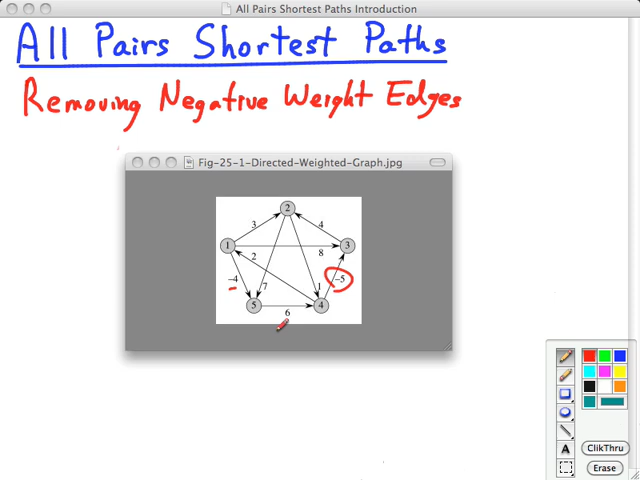 All Pairs Shortest Paths Introduction
All Pairs Shortest Paths
Removing Negative Weight Edges
Fig-25-1-Directed-Weighted-Graph.jpg
2
3 4
1 3
2 8
-4 7 1 -5
5 4
6
A
ClikThru
Erase